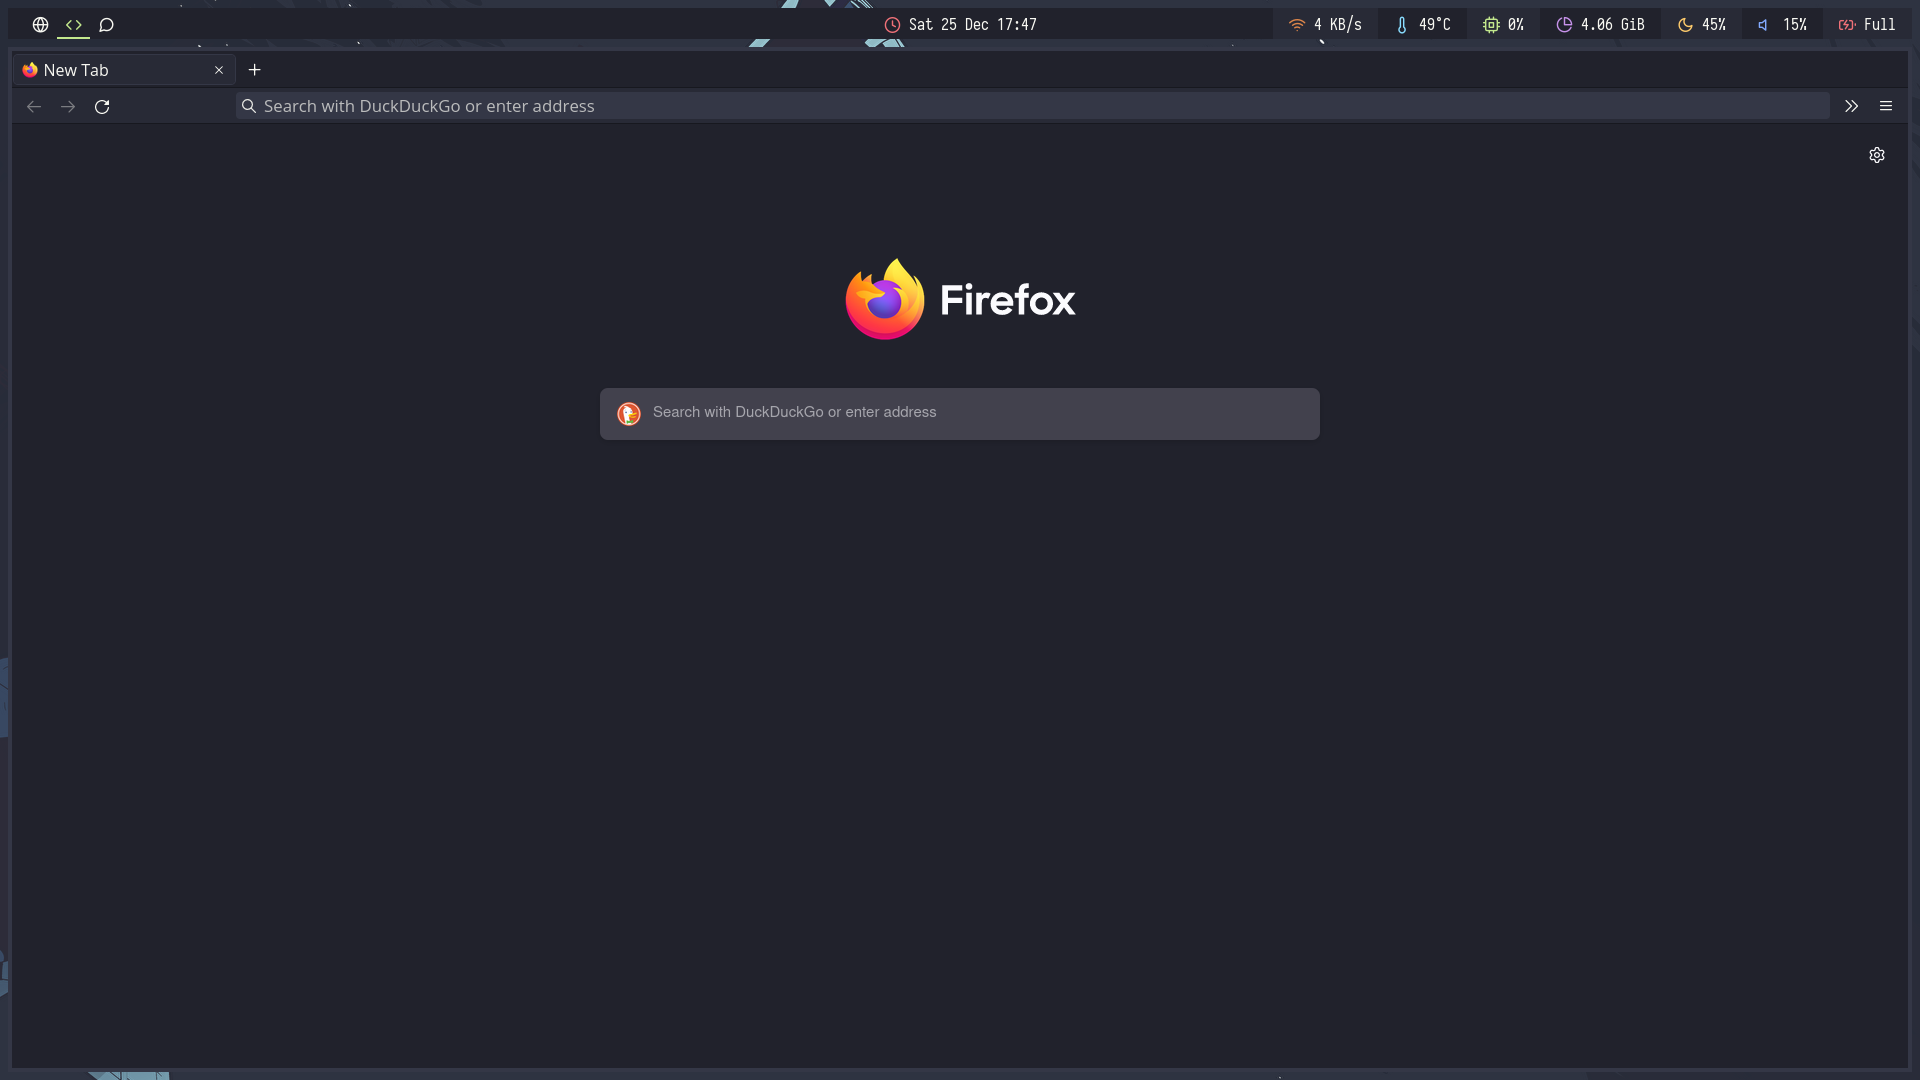 Sat 25 Dec 17:47
4 KB/s
49°C
0%
4.06 GiB
45%
15%
Full
New Tab
Search with DuckDuckGo or enter address
Firefox
Search with DuckDuckGo or enter address